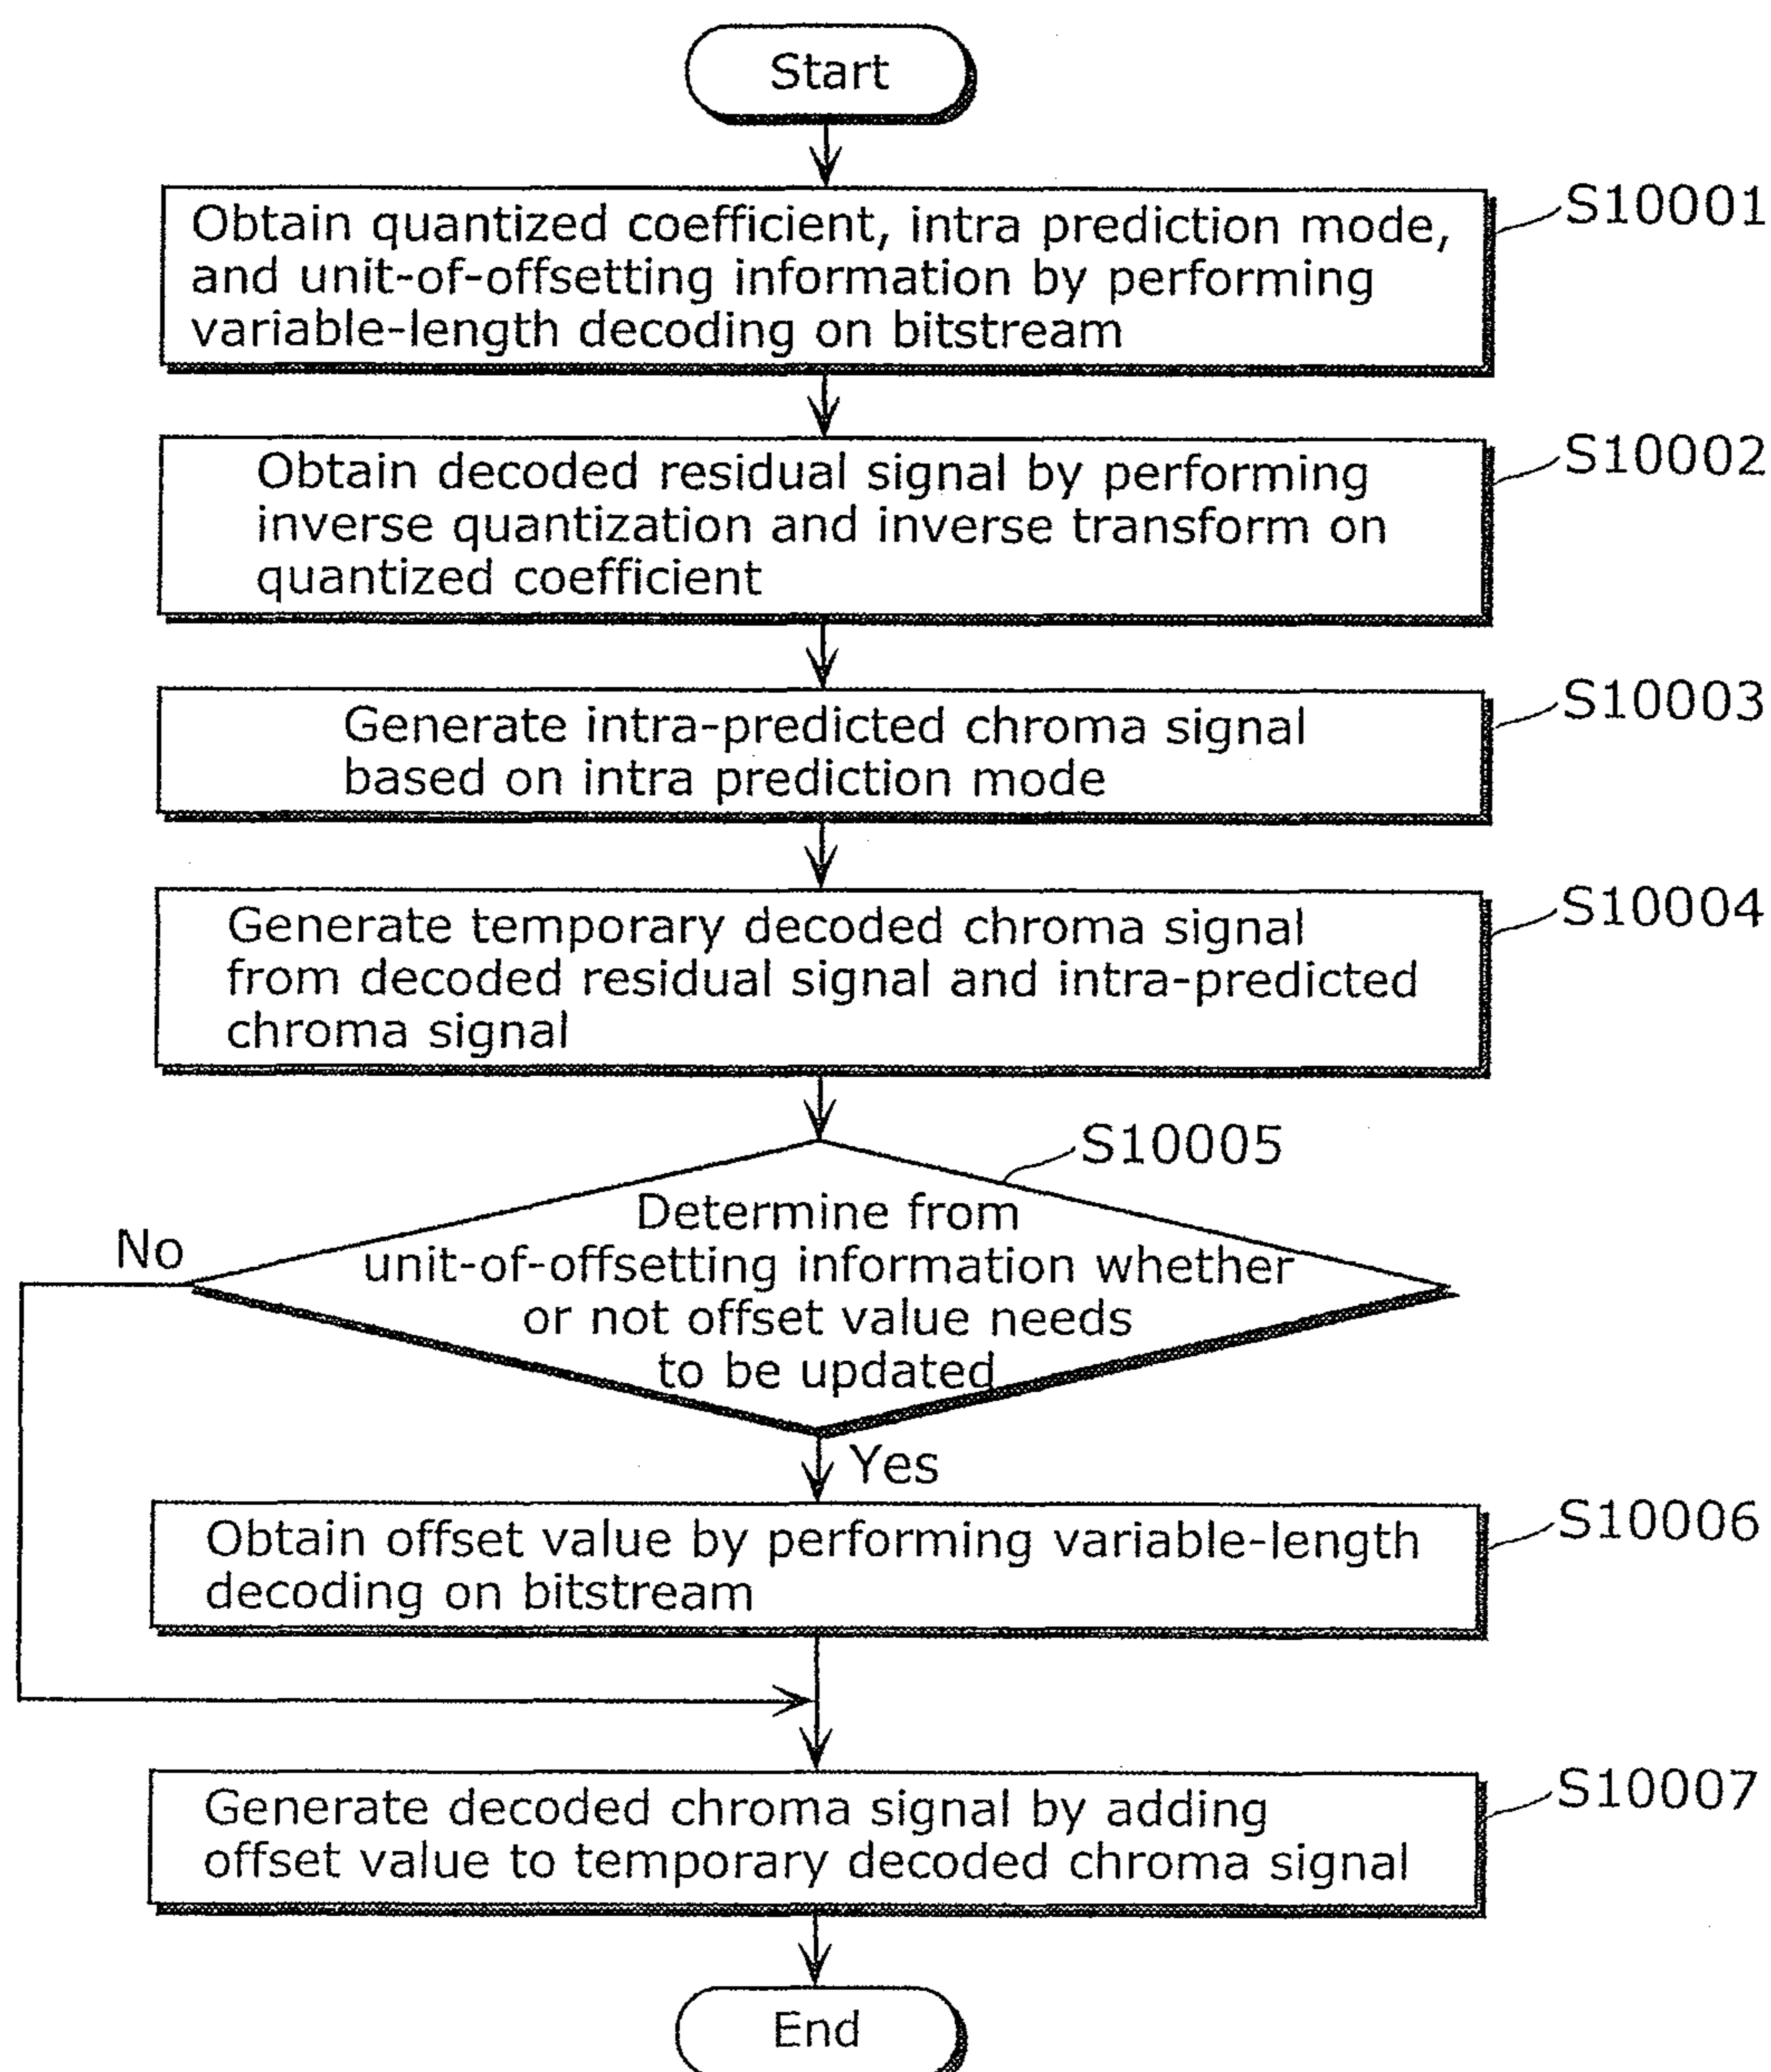 Start
S10001
Obtain quantized coefficient, intra prediction mode,
and unit-of-offsetting information by performing
variable-length decoding on bitstream
S10002
Obtain decoded residual signal by performing
inverse quantization and inverse transform on
quantized coefficient
S10003
Generate intra-predicted chroma signal
based on intra prediction mode
S10004
Generate temporary decoded chroma signal
from decoded residual signal and intra-predicted
chroma signal
S10005
Determine from
No
unit-of-offsetting information whether
or not offset value needs
to be updated
Yes
S10006
Obtain offset value by performing variable-length
decoding on bitstream
S10007
Generate decoded chroma signal by adding
offset value to temporary decoded chroma signal
End